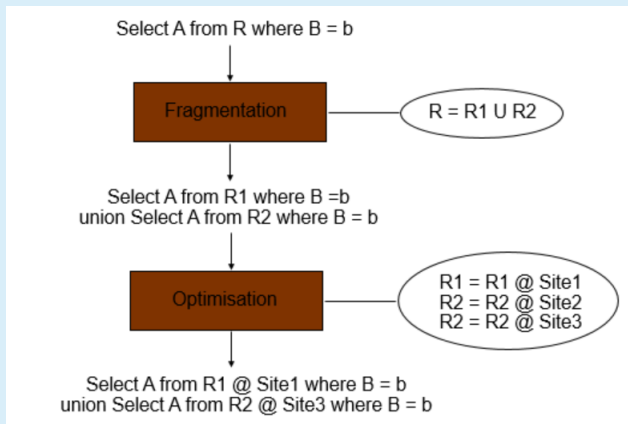 Select A from R where B = b
Fragmentation
R = R1 U R2
Select A from R1 where B =b
union Select A from R2 where B = b
Optimisation
R1 = R1 @ Site1
R2 = R2 @ Site2
R2 = R2 @ Site3
Select A from R1 @ Site1 where B = b
union Select A from R2 @ Site3 where B = b